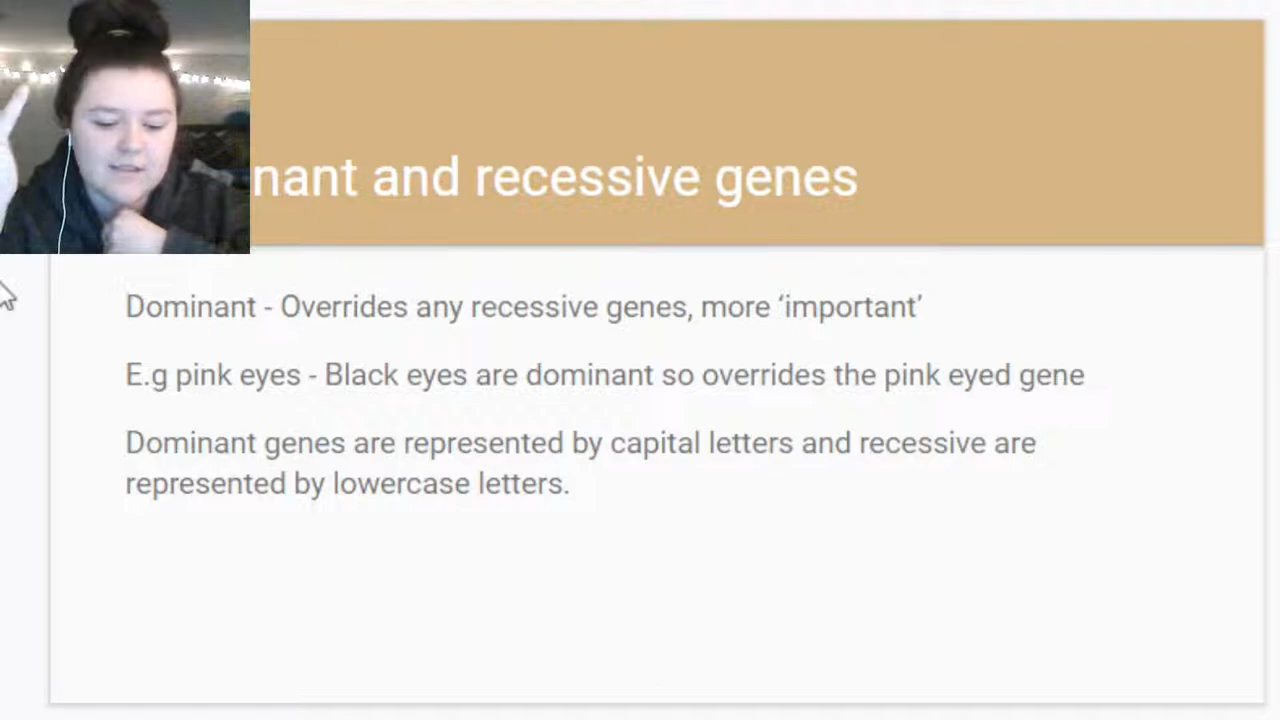 nant and recessive genes
Dominant - Overrides any recessive genes, more ‘important’
E.g pink eyes - Black eyes are dominant so overrides the pink eyed gene
Dominant genes are represented by capital letters and recessive are
represented by lowercase letters.